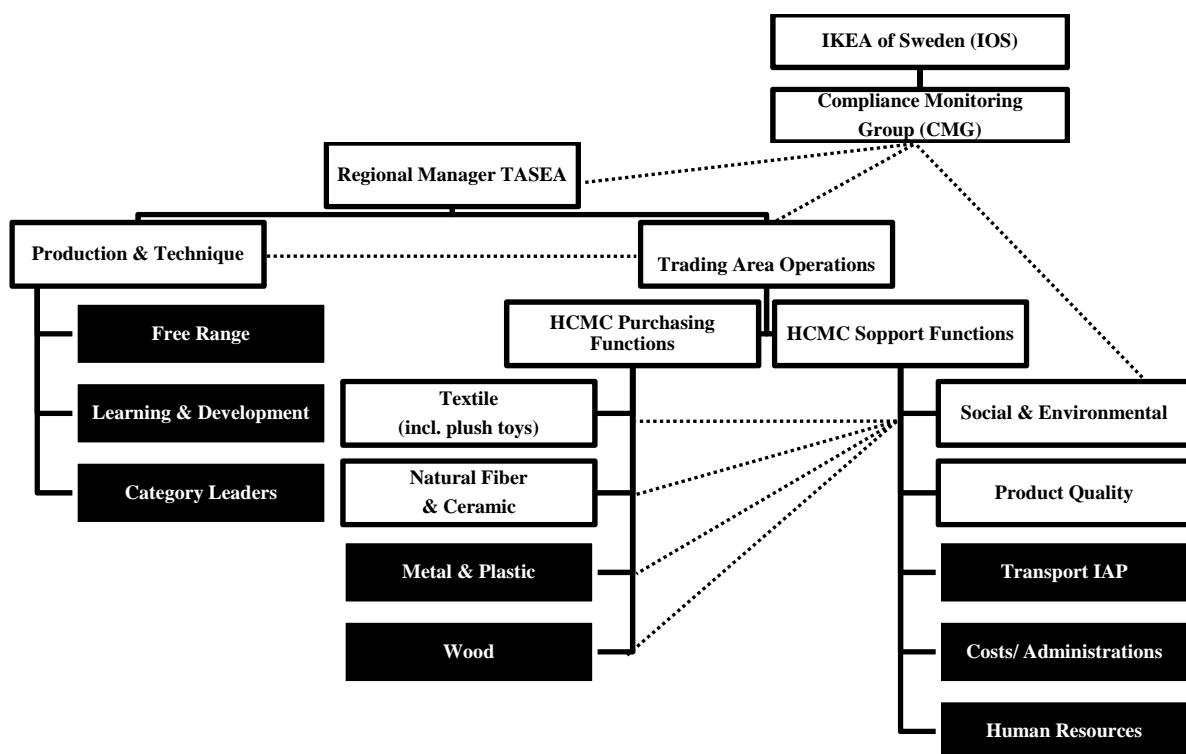 IKEA of Sweden (IOS)
Compliance Monitoring
Group (CMG)
Regional Manager TASEA
Production & Technique
Trading Area Operations
Free Range
Learning & Development
Category Leaders
HCMC Purchasing
Functions
HCMC Sopport Functions
Textile
(incl. plush toys)
Natural Fiber
& Ceramic
Metal & Plastic
Wood
Social & Environmental
Product Quality
Transport IAP
Costs/ Administrations
Human Resources